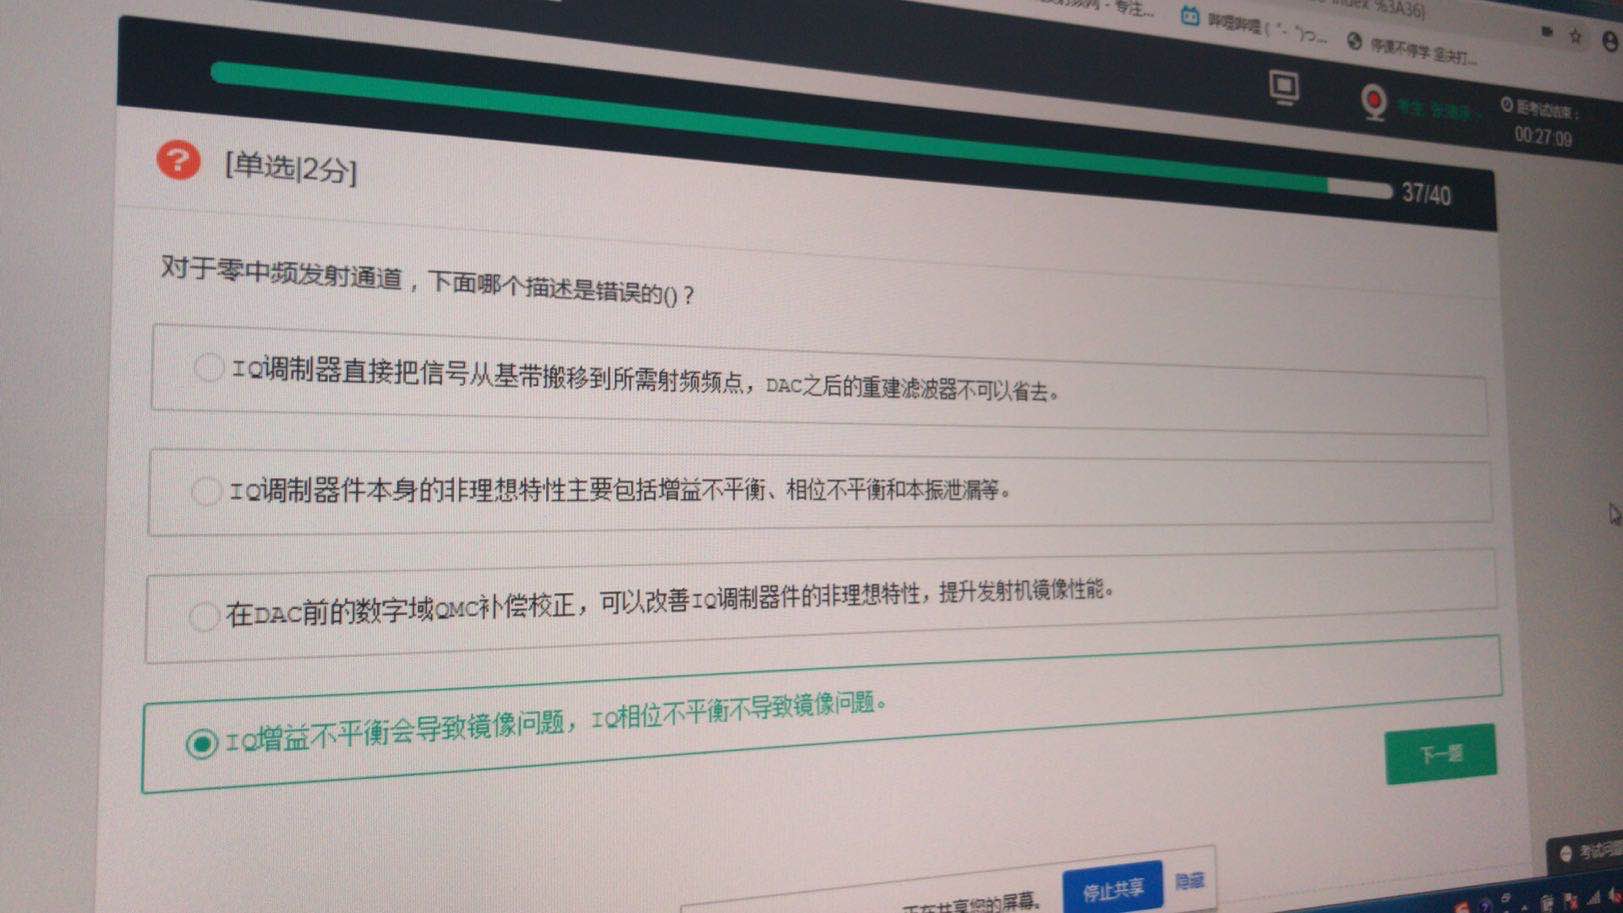 哔哩哔哩 ( ゜- ゜)つ...
停课不停学 坚决打...
距考试结束：
00:27:09
37/40
[单选|2分]
对于零中频发射通道，下面哪个描述是错误的()？
IQ调制器直接把信号从基带搬移到所需射频频点，DAC之后的重建滤波器不可以省去。
IQ调制器件本身的非理想特性主要包括增益不平衡、相位不平衡和本振泄漏等。
在DAC前的数字域QMC补偿校正，可以改善IQ调制器件的非理想特性，提升发射机镜像性能。
IQ增益不平衡会导致镜像问题，IQ相位不平衡不导致镜像问题。
下一题
考试问题
正在共享您的屏幕。
停止共享
隐藏